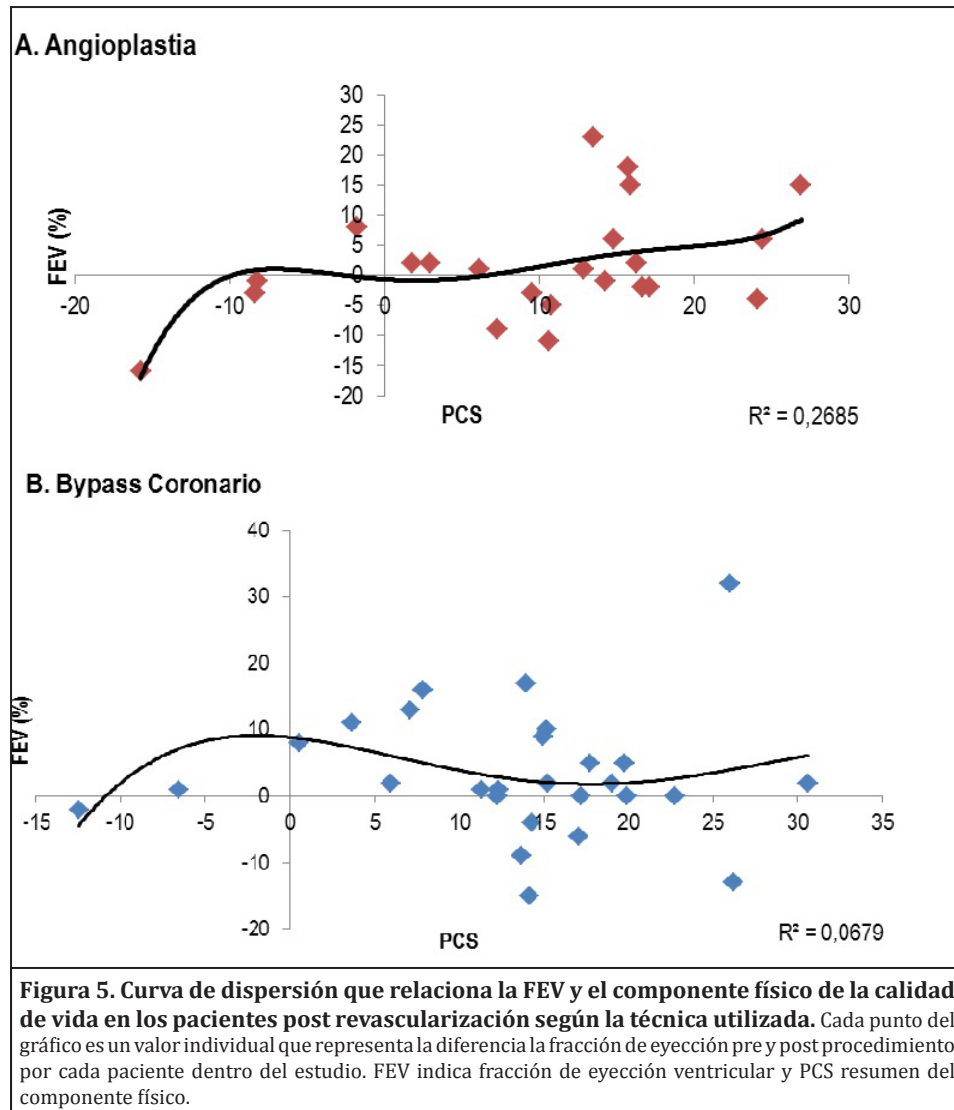 A. Angioplastia
30
25
20
15
10
5
0
-5
-10
-15
-20
-20
-10
0
10
20
30
FEV (%)
PCS
R² = 0,2685
B. Bypass Coronario
40
30
20
10
0
-10
-20
-15
-10
-5
0
5
10
15
20
25
30
35
FEV (%)
PCS
R² = 0,0679
Figura 5. Curva de dispersión que relaciona la FEV y el componente físico de la calidad
de vida en los pacientes post revascularización según la técnica utilizada. Cada punto del
gráfico es un valor individual que representa la diferencia la fracción de eyección pre y post procedimiento
por cada paciente dentro del estudio. FEV indica fracción de eyección ventricular y PCS resumen del
componente físico.